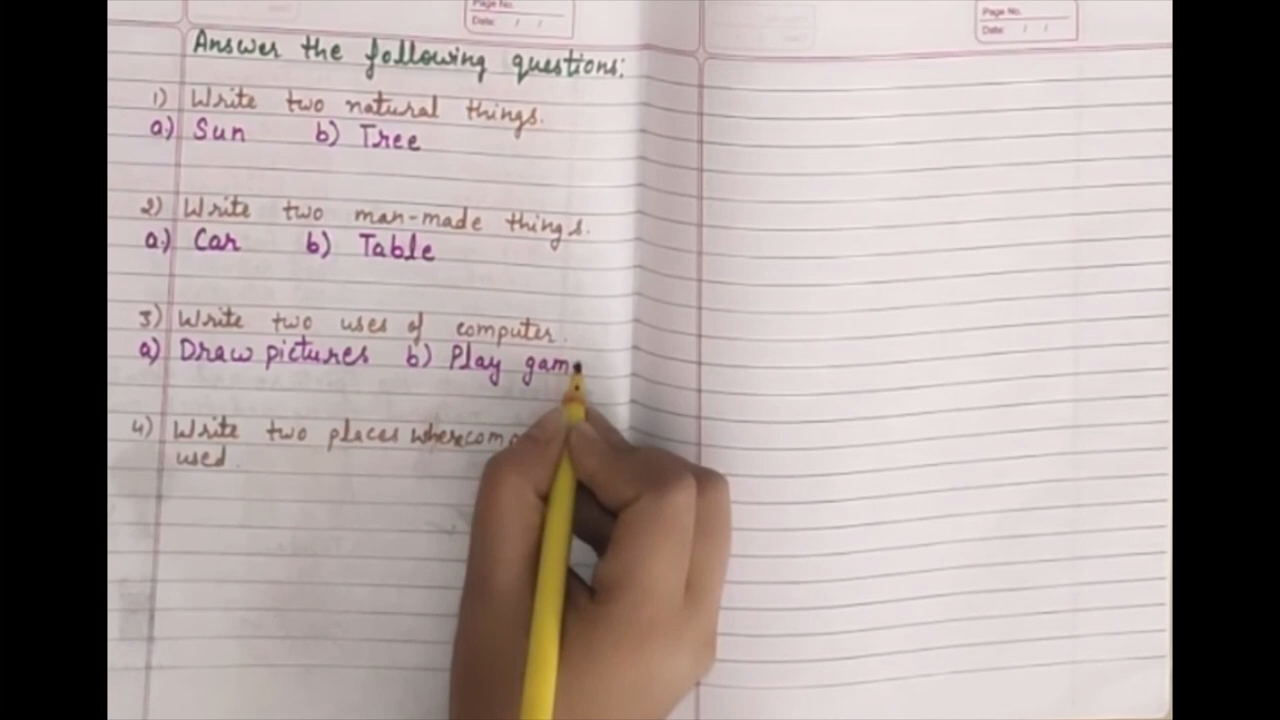 Page No.
Date: / /
Page No.
Date: / /
Answer the following questions:
1) Write two natural things.
a) Sun b) Tree
2) Write two man-made things.
a) Car b) Table
3) Write two uses of computer.
a) Draw pictures b) Play gam
4) Write two places where com
used.